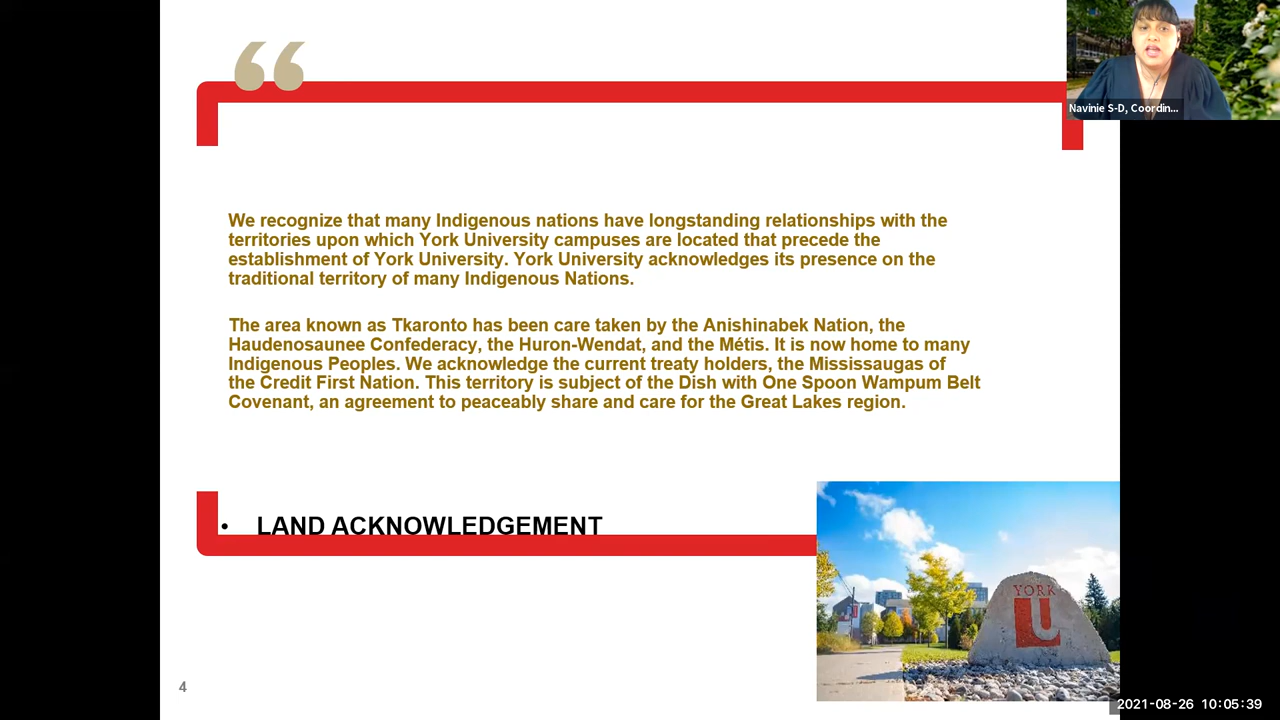 “
Navinie S-D, Coordin...
We recognize that many Indigenous nations have longstanding relationships with the
territories upon which York University campuses are located that precede the
establishment of York University. York University acknowledges its presence on the
traditional territory of many Indigenous Nations.
The area known as Tkaronto has been care taken by the Anishinabek Nation, the
Haudenosaunee Confederacy, the Huron-Wendat, and the Métis. It is now home to many
Indigenous Peoples. We acknowledge the current treaty holders, the Mississaugas of
the Credit First Nation. This territory is subject of the Dish with One Spoon Wampum Belt
Covenant, an agreement to peaceably share and care for the Great Lakes region.
• LAND ACKNOWLEDGEMENT
YORK
U
4
2021-08-26 10:05:39